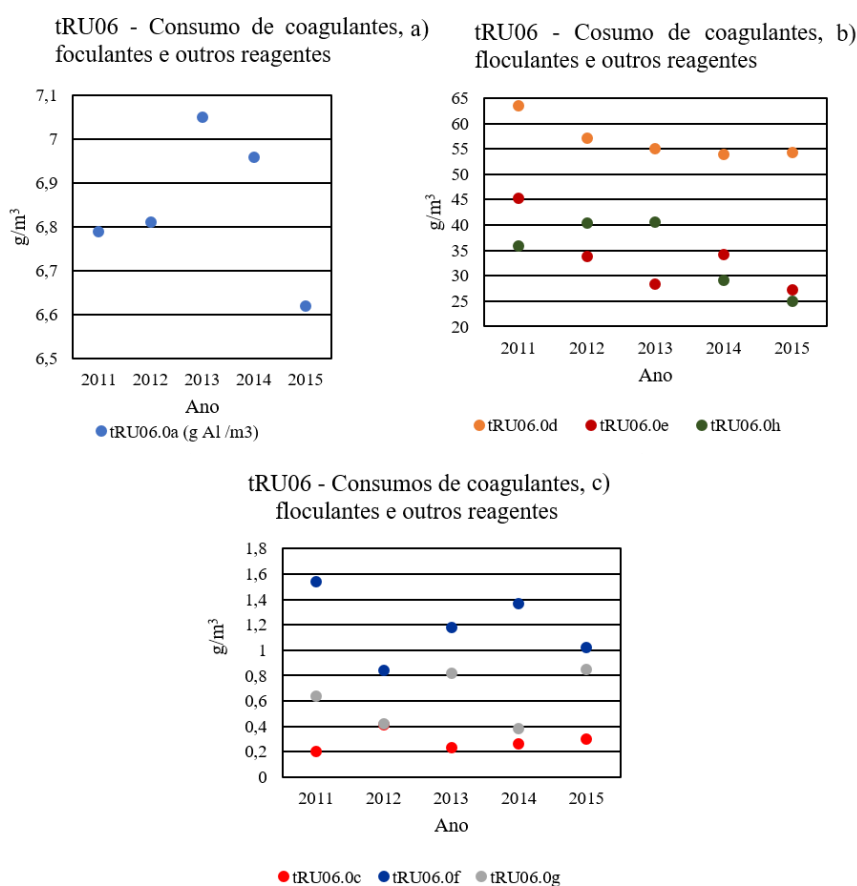 tRU06 - Consumo de coagulantes, a)
foculantes e outros reagentes
7,1
7
6,9
6,8
6,7
6,6
6,5
g/m³
2011 2012 2013 2014 2015
Ano
tRU06.0a (g Al /m3)
tRU06 - Cosumo de coagulantes, b)
floculantes e outros reagentes
65
60
55
50
45
40
35
30
25
20
g/m³
2011 2012 2013 2014 2015
Ano
tRU06.0d tRU06.0e tRU06.0h
tRU06 - Consumos de coagulantes, c)
floculantes e outros reagentes
1,8
1,6
1,4
1,2
1
0,8
0,6
0,4
0,2
0
g/m³
2011 2012 2013 2014 2015
Ano
tRU06.0c tRU06.0f tRU06.0g